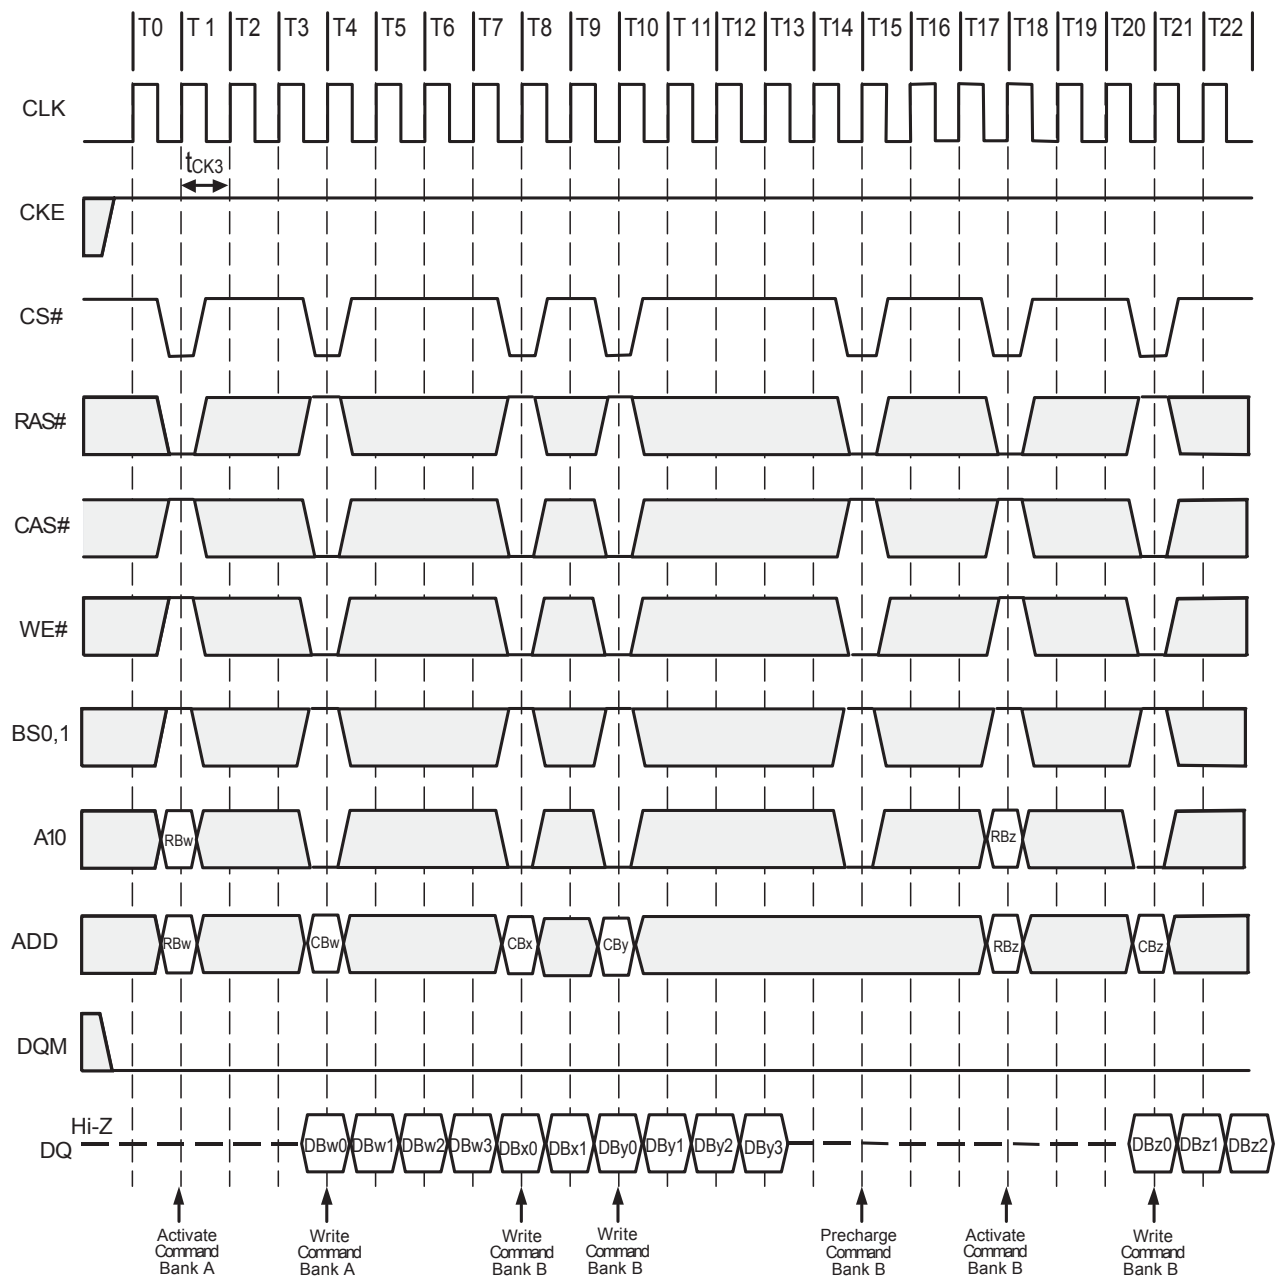 T0 T 1 T2 T3 T4 T5 T6 T7 T8 T9 T10 T 11 T12 T13 T14 T15 T16 T17 T18 T19 T20 T21 T22
CLK
tCK3
CKE
CS#
RAS#
CAS#
WE#
BS0,1
A10 RBw RBz
ADD RBw CBw CBx CBy RBz CBz
DQM
Hi-Z
DQ DBw0 DBw1 DBw2 DBw3 DBx0 DBx1 DBy0 DBy1 DBy2 DBy3 DBz0 DBz1 DBz2
Activate
Command
Bank A
Write
Command
Bank A
Write
Command
Bank B
Write
Command
Bank B
Precharge
Command
Bank B
Activate
Command
Bank B
Write
Command
Bank B